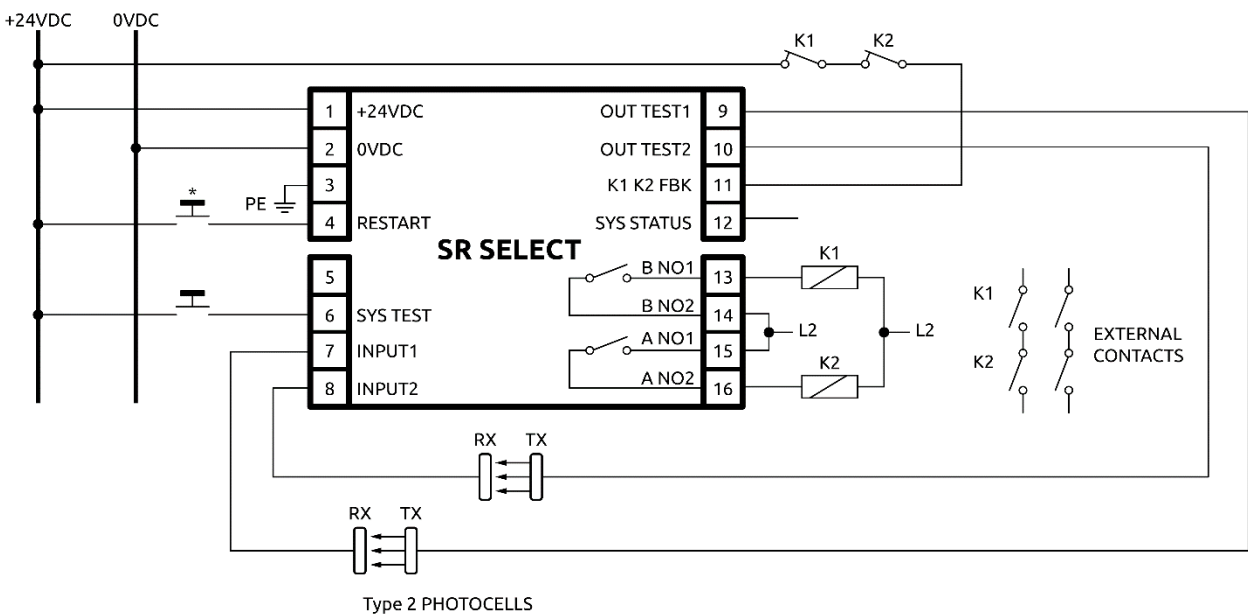 +24VDC 0VDC
K1 K2
1 +24VDC OUT TEST1 9
2 0VDC OUT TEST2 10
3 K1 K2 FBK 11
PE
*
4 RESTART SYS STATUS 12
SR SELECT
5 B NO1 13 K1
6 SYS TEST B NO2 14
L2 L2
7 INPUT1 A NO1 15
8 INPUT2 A NO2 16 K2
K1
K2
EXTERNAL
CONTACTS
RX TX
RX TX
Type 2 PHOTOCELLS